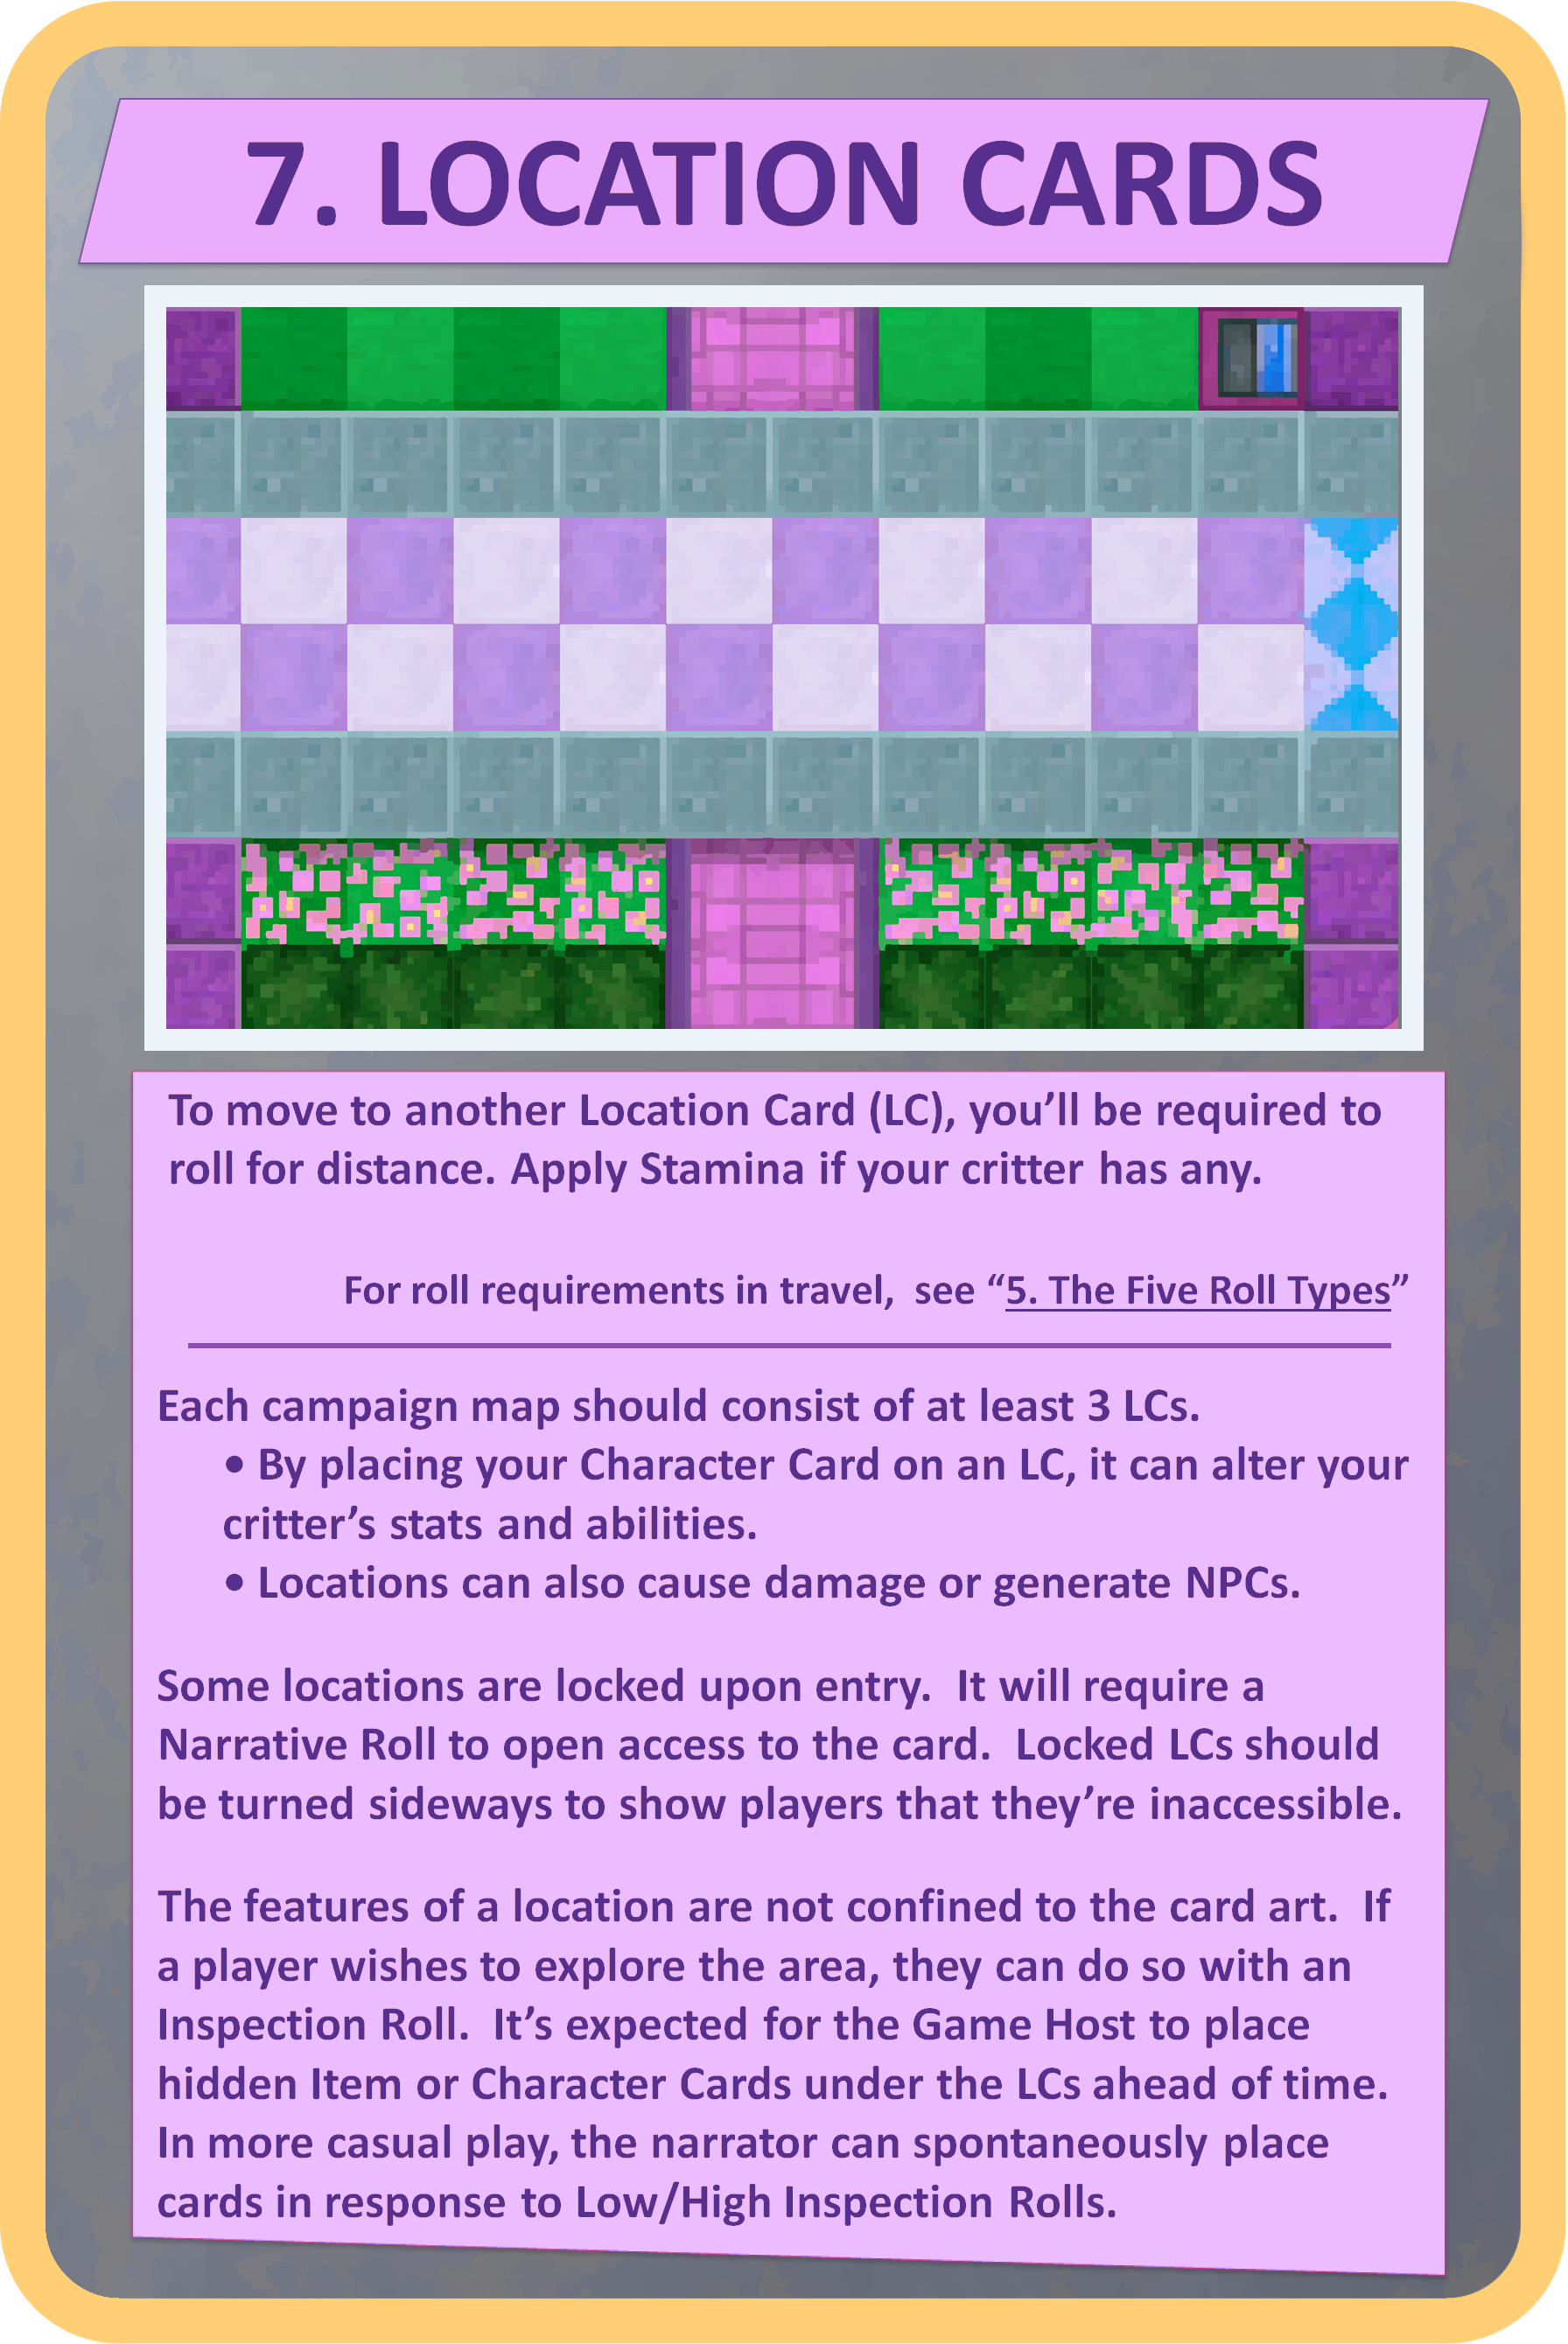 7. LOCATION CARDS
To move to another Location Card (LC), you’ll be required to
roll for distance. Apply Stamina if your critter has any.
For roll requirements in travel,  see “5. The Five Roll Types”
Each campaign map should consist of at least 3 LCs.
• By placing your Character Card on an LC, it can alter your
critter’s stats and abilities.
• Locations can also cause damage or generate NPCs.
Some locations are locked upon entry.  It will require a
Narrative Roll to open access to the card.  Locked LCs should
be turned sideways to show players that they’re inaccessible.
The features of a location are not confined to the card art.  If
a player wishes to explore the area, they can do so with an
Inspection Roll.  It’s expected for the Game Host to place
hidden Item or Character Cards under the LCs ahead of time.
In more casual play, the narrator can spontaneously place
cards in response to Low/High Inspection Rolls.